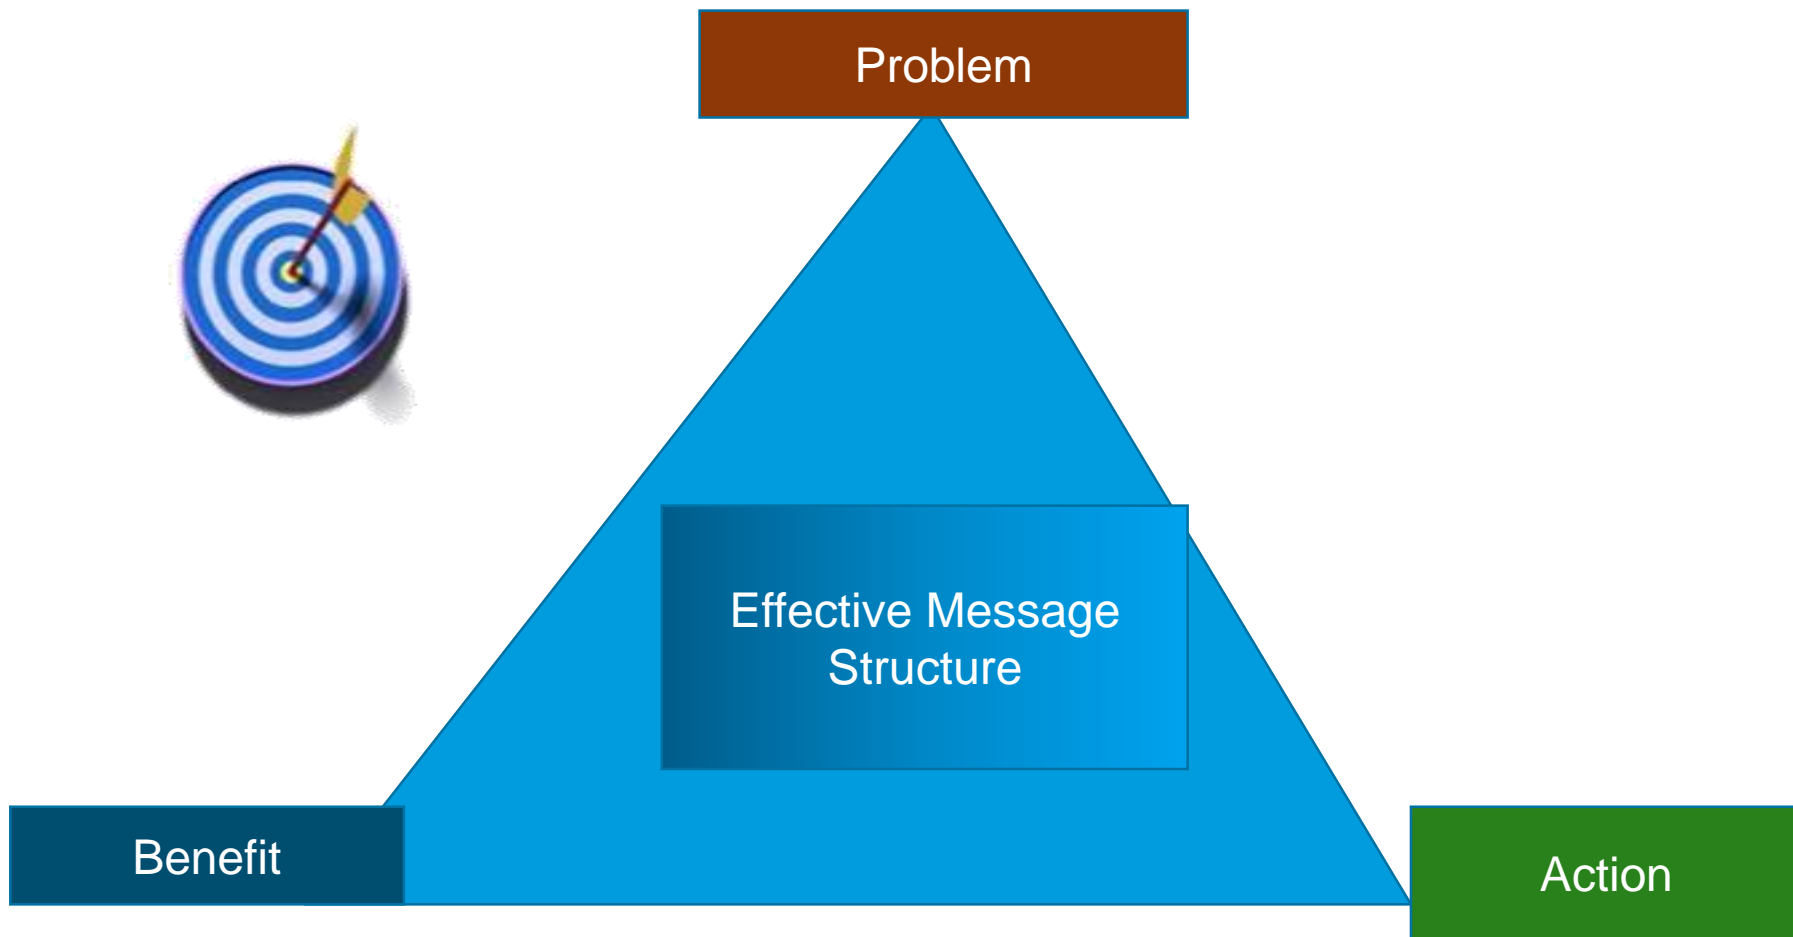 Problem
Effective Message
Structure
Benefit
Action